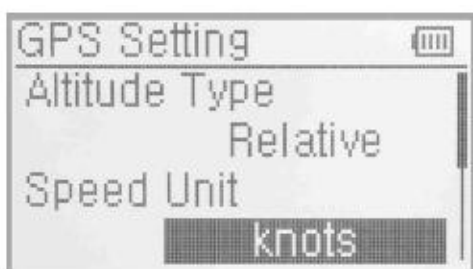 GPS Setting
Altitude Type
Relative
Speed Unit
knots